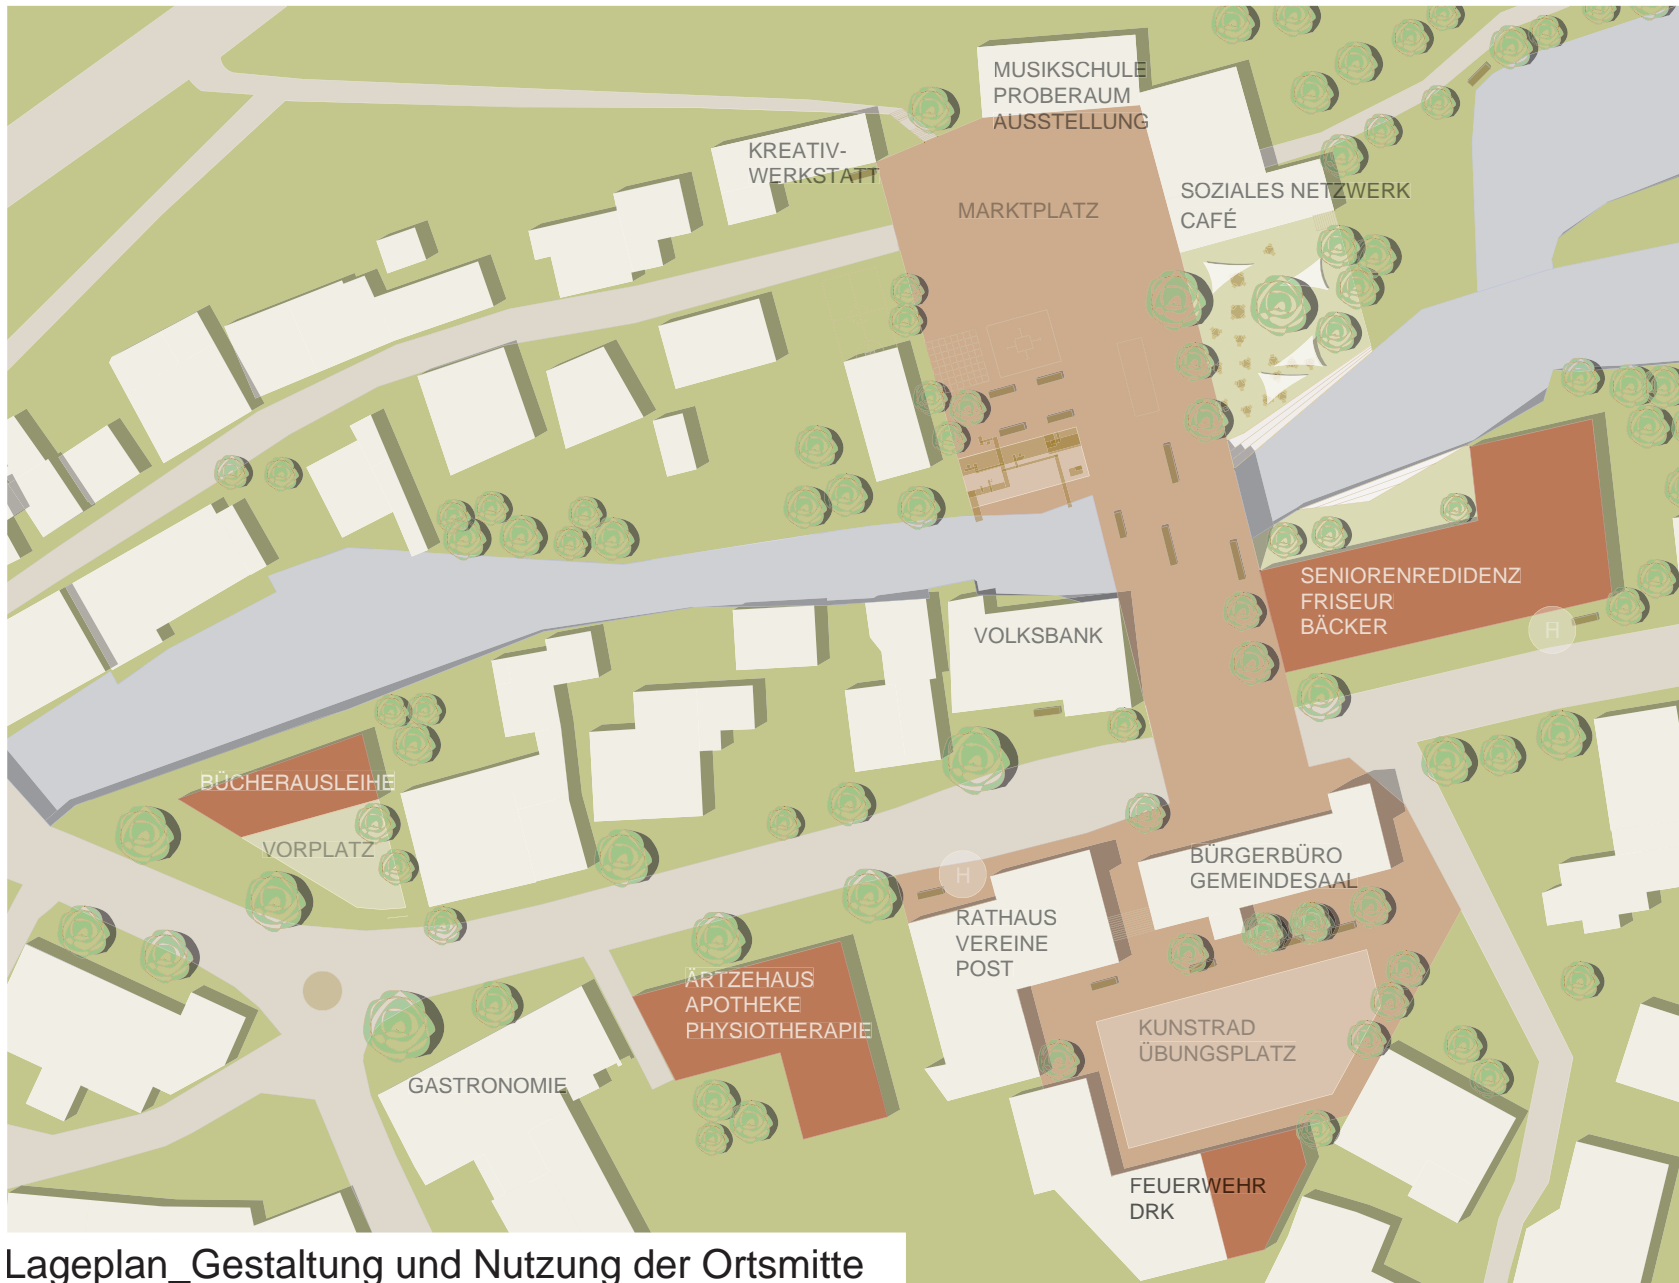 MUSIKSCHULE
PROBERAUM
AUSSTELLUNG
KREATIV-
WERKSTATT
MARKTPLATZ
SOZIALES NETZWERK
CAFÉ
SENIORENREDIDENZ
FRISEUR
BÄCKER
H
VOLKSBANK
BÜCHERAUSLEIHE
VORPLATZ
BÜRGERBÜRO
GEMEINDESAAL
H
RATHAUS
VEREINE
POST
ÄRTZEHAUS
APOTHEKE
PHYSIOTHERAPIE
KUNSTRAD
ÜBUNGSPLATZ
GASTRONOMIE
FEUERWEHR
DRK
Lageplan_Gestaltung und Nutzung der Ortsmitte